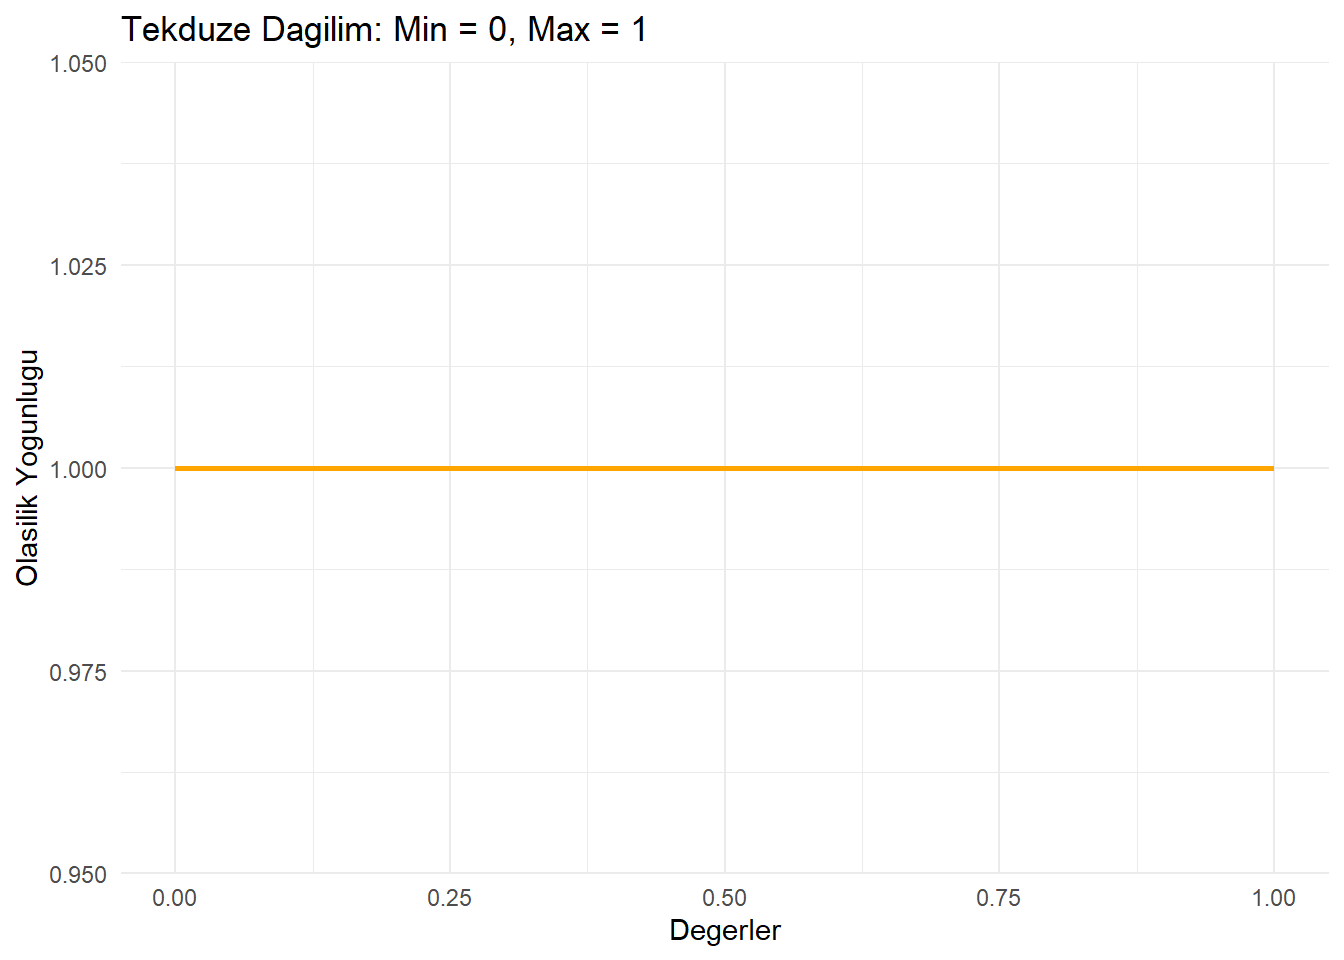 Tekduze Dagilim: Min = 0, Max = 1
1.050
1.025
1.000
0.975
0.950
Olasilik Yogunlugu
0.00 0.25 0.50 0.75 1.00
Degerler